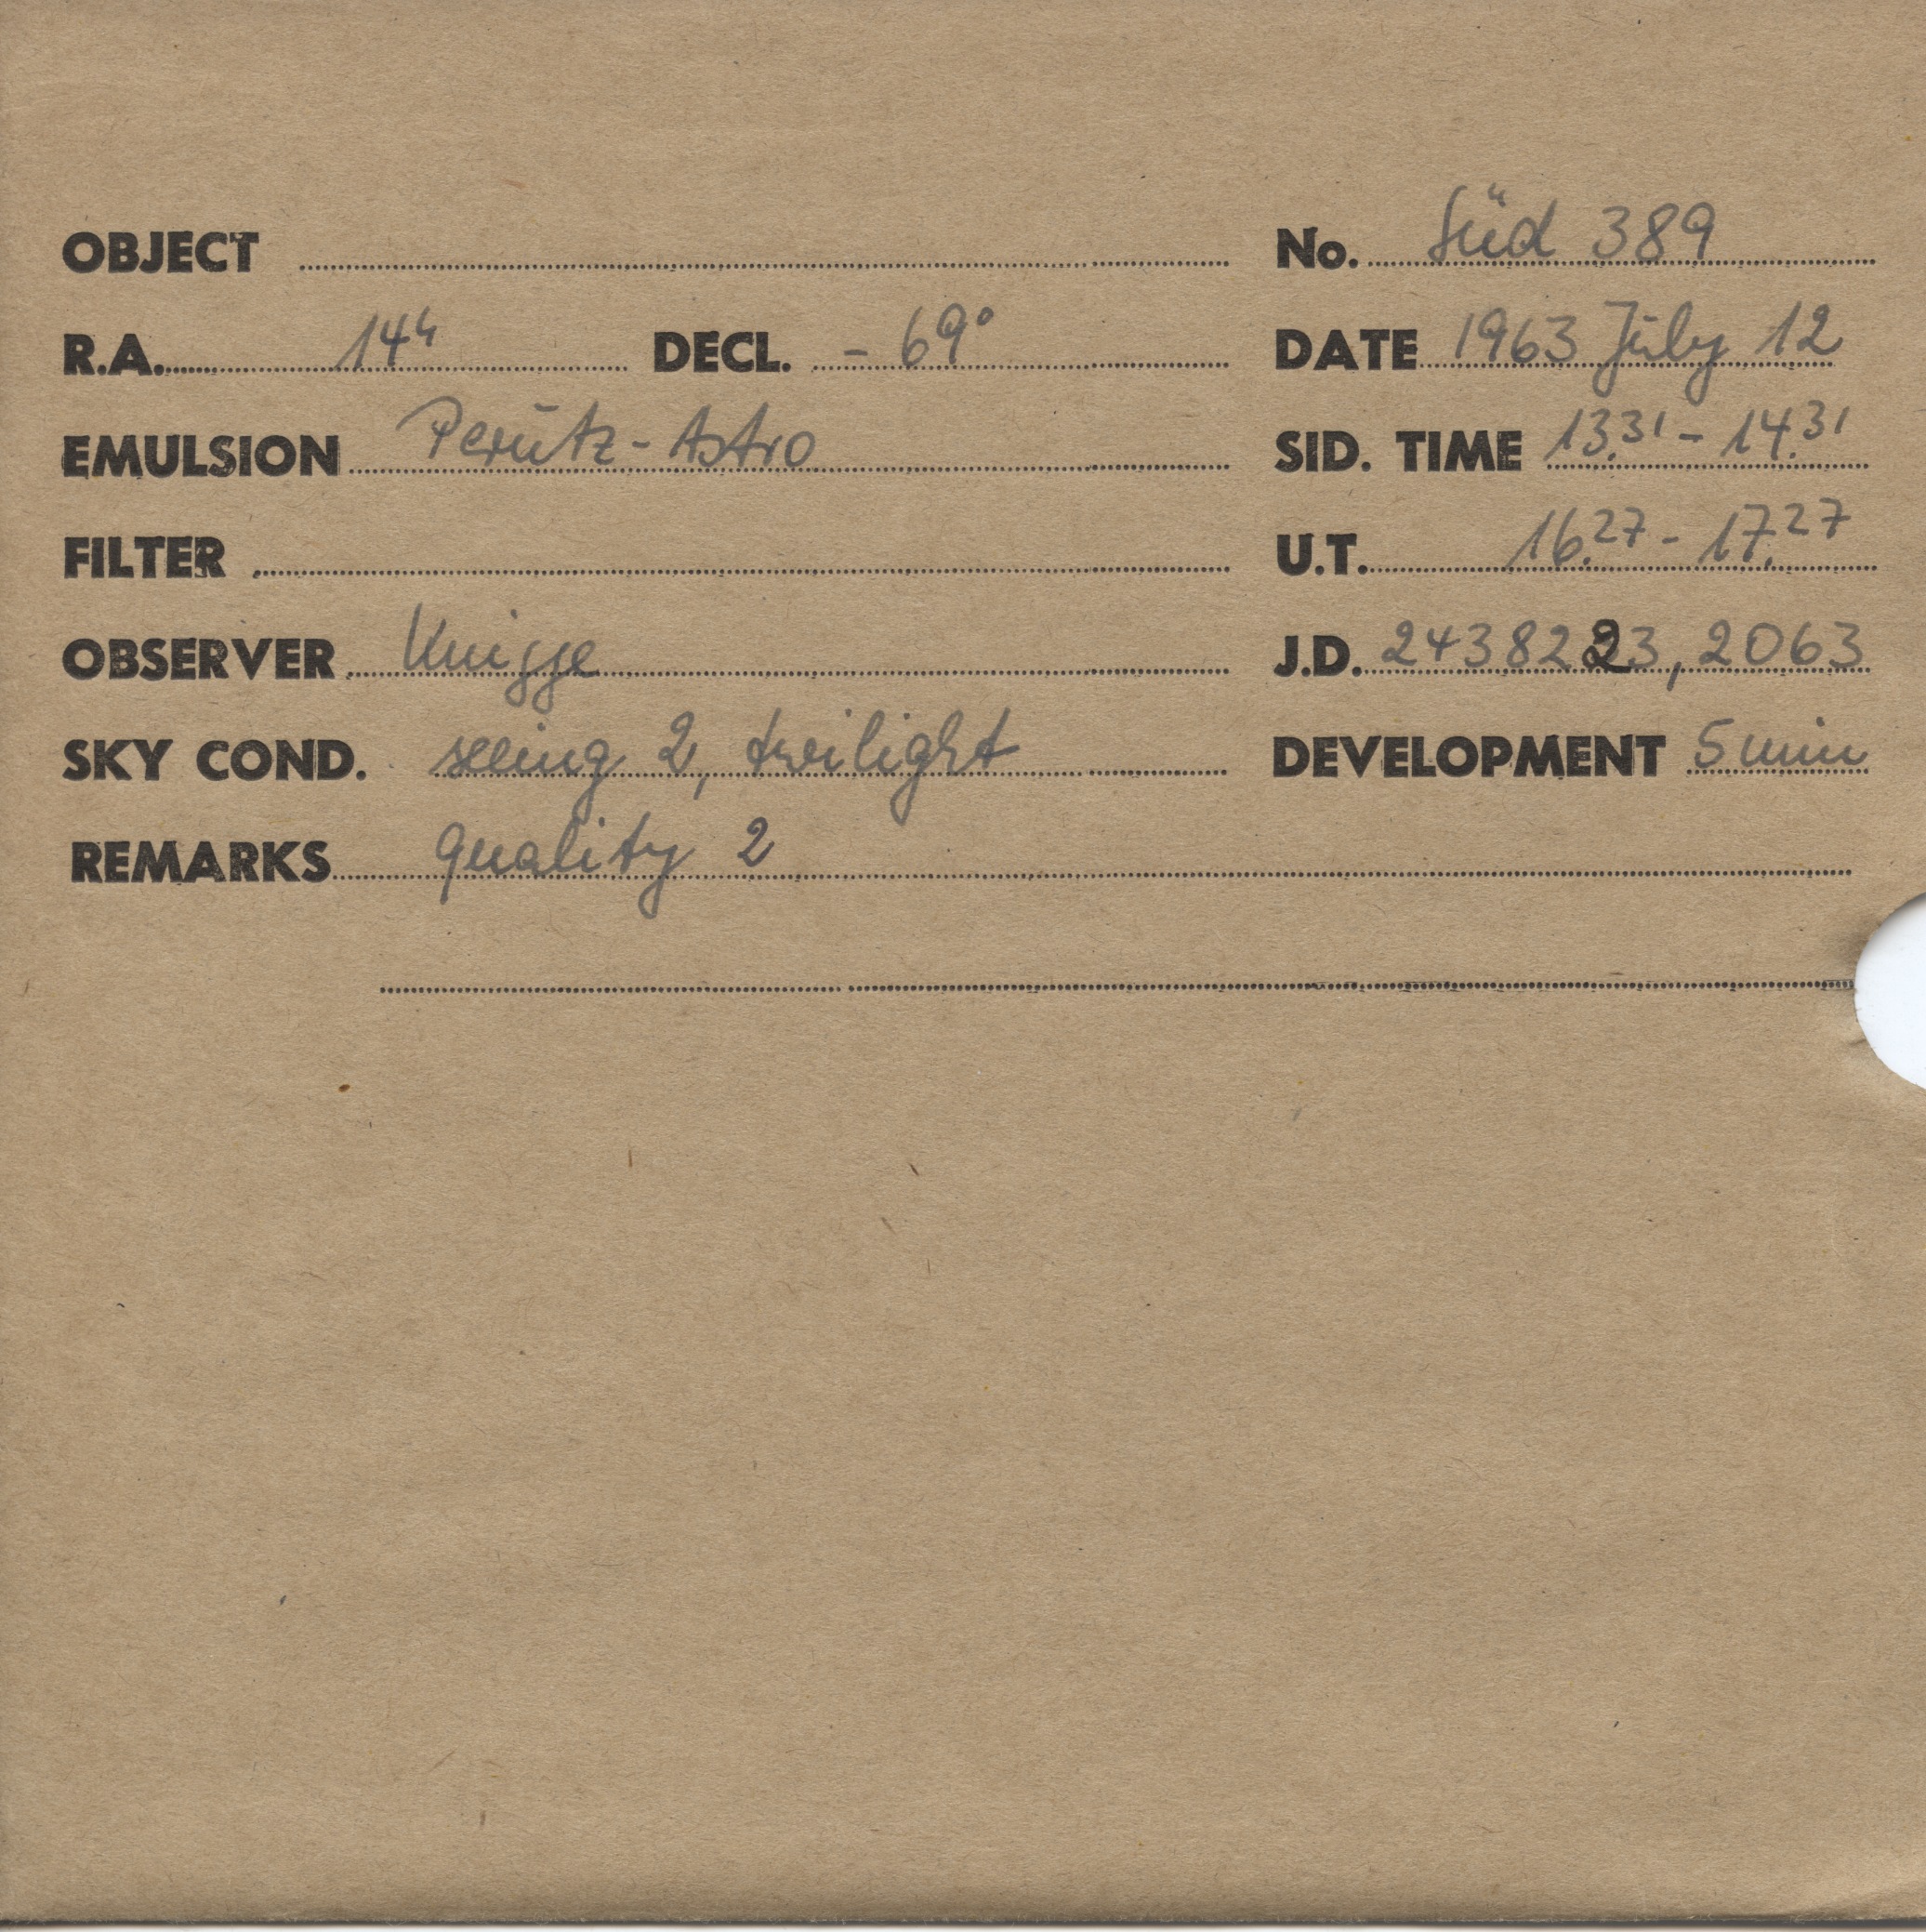 OBJECT No. Süd 389
R.A. 14h DECL. - 69° DATE 1963 July 12
EMULSION Perutz-Astro SID. TIME 13.31 - 14.31
FILTER U.T. 16.27 - 17.27
OBSERVER Knigge J.D. 2438223,2063
SKY COND. seeing 2, twilight DEVELOPMENT 5 min
REMARKS quality 2